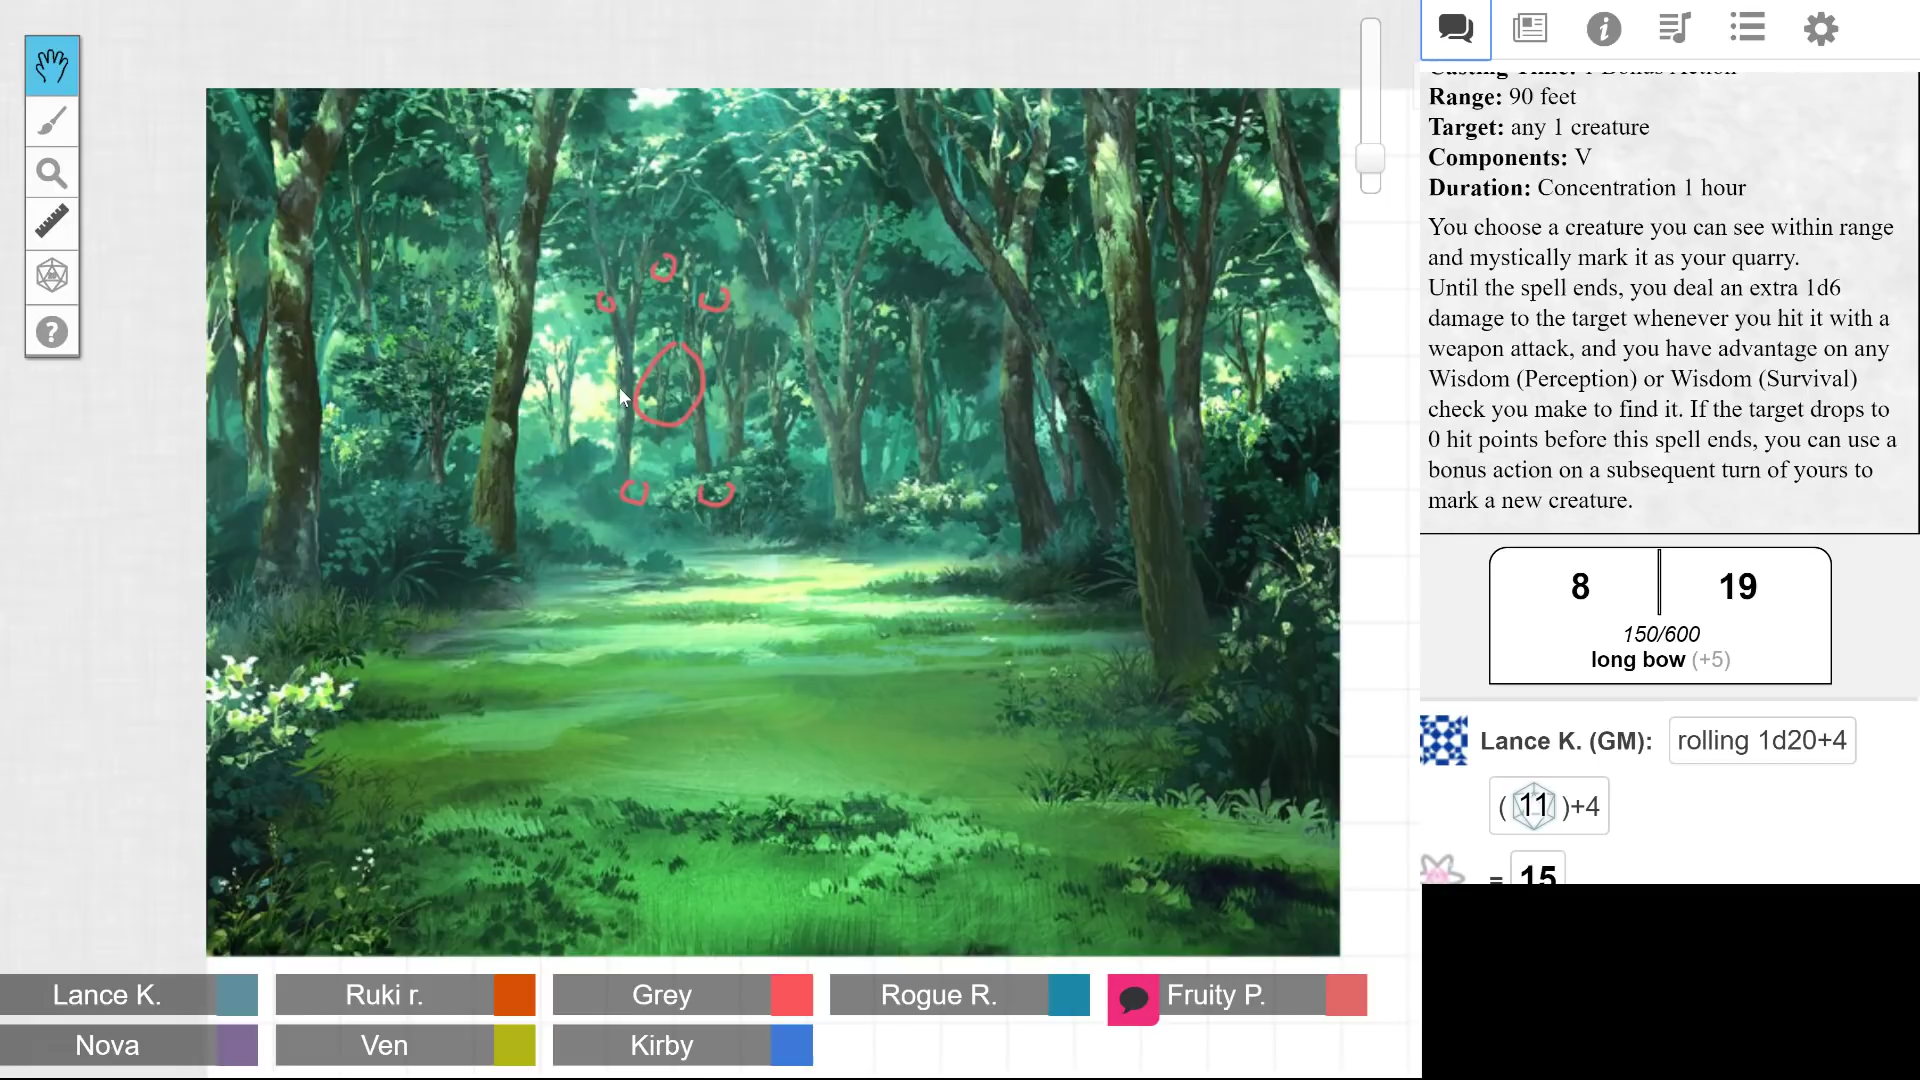 Casting Time: 1 Bonus Action
Range: 90 feet
Target: any 1 creature
Components: V
Duration: Concentration 1 hour
You choose a creature you can see within range
and mystically mark it as your quarry.
Until the spell ends, you deal an extra 1d6
damage to the target whenever you hit it with a
weapon attack, and you have advantage on any
Wisdom (Perception) or Wisdom (Survival)
check you make to find it. If the target drops to
0 hit points before this spell ends, you can use a
bonus action on a subsequent turn of yours to
mark a new creature.
8 19
150/600
long bow (+5)
Lance K. (GM): rolling 1d20+4
(11)+4
= 15
Lance K. Ruki r. Grey Rogue R. Fruity P.
Nova Ven Kirby